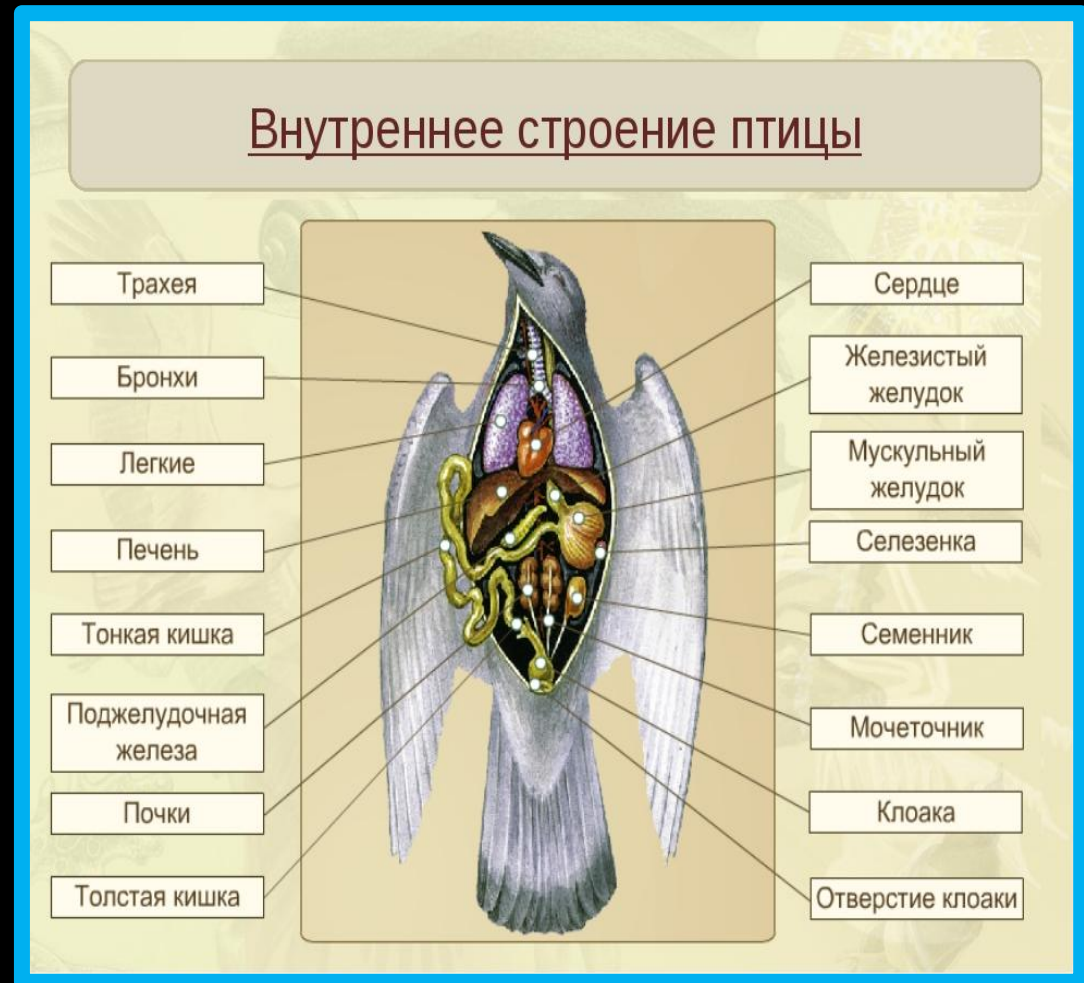 Внутреннее строение птицы
Трахея
Бронхи
Легкие
Печень
Тонкая кишка
Поджелудочная
железа
Почки
Толстая кишка
Сердце
Железистый
желудок
Мускульный
желудок
Селезенка
Семенник
Мочеточник
Клоака
Отверстие клоаки